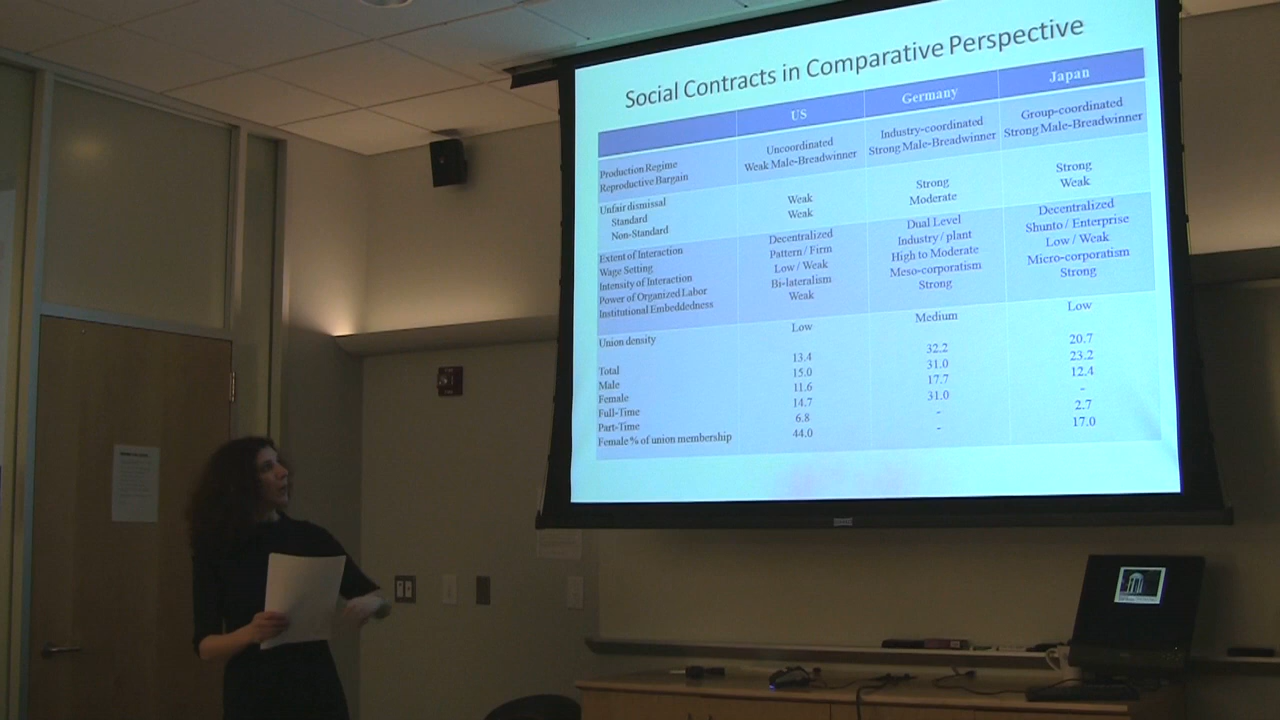 Social Contracts in Comparative Perspective
US Germany Japan
Production Regime Uncoordinated Industry-coordinated Group-coordinated
Reproductive Bargain Weak Male-Breadwinner Strong Male-Breadwinner Strong Male-Breadwinner
Unfair dismissal
Standard Weak Strong Strong
Non-Standard Weak Moderate Weak
Extent of Interaction Decentralized Dual Level Decentralized
Wage Setting Pattern / Firm Industry / plant Shunto / Enterprise
Intensity of Interaction Low / Weak High to Moderate Low / Weak
Power of Organized Labor Bi-lateralism Meso-corporatism Micro-corporatism
Institutional Embeddedness Weak Strong Strong
Union density Low Medium Low
Total 13.4 32.2 20.7
Male 15.0 31.0 23.2
Female 11.6 17.7 12.4
Full-Time 14.7 31.0 -
Part-Time 6.8 - 2.7
Female % of union membership 44.0 - 17.0